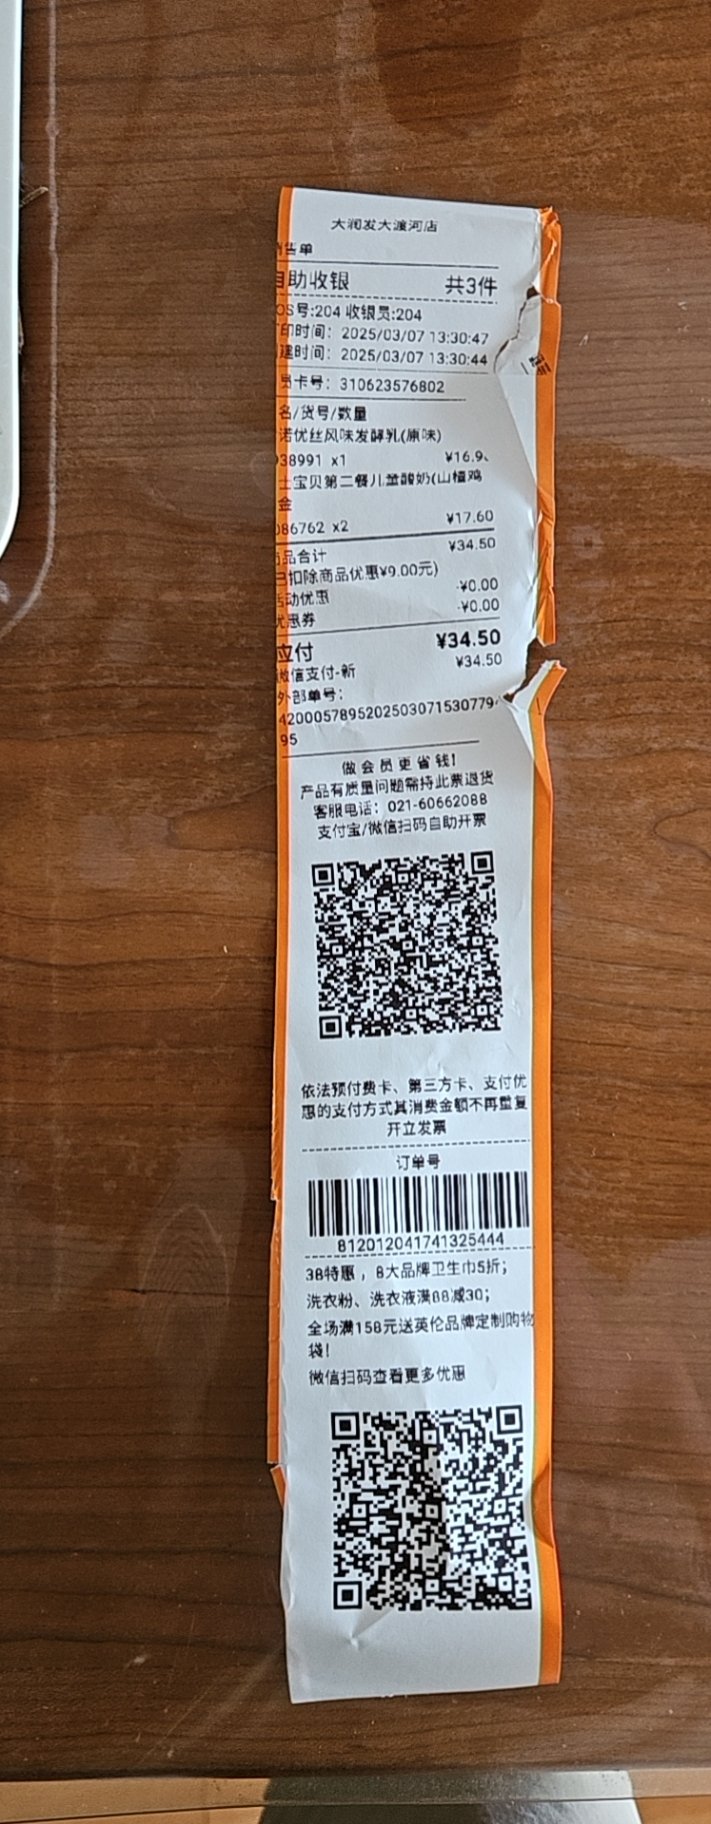 大润发大渡河店
售单
自助收银 共3件
OS号:204 收银员:204
印时间: 2025/03/07 13:30:47
建时间: 2025/03/07 13:30:44
员卡号: 310623576802
名/货号/数量
诺优丝风味发酵乳(原味)
38991 x1 ¥16.9
士宝贝第二餐儿童酸奶(山楂鸡
金
086762 x2 ¥17.60
品合计 ¥34.50
已扣除商品优惠¥9.00元)
活动优惠 -¥0.00
优惠券 -¥0.00
应付 ¥34.50
微信支付-新 ¥34.50
外部单号:
4200057895202503071530779
95
做会员更省钱!
产品有质量问题需持此票退货
客服电话: 021-60662088
支付宝/微信扫码自助开票
依法预付费卡、第三方卡、支付优
惠的支付方式其消费金额不再重复
开立发票
订单号
812012041741325444
38特惠，8大品牌卫生巾5折；
洗衣粉、洗衣液满88减30；
全场满158元送英伦品牌定制购物
袋!
微信扫码查看更多优惠